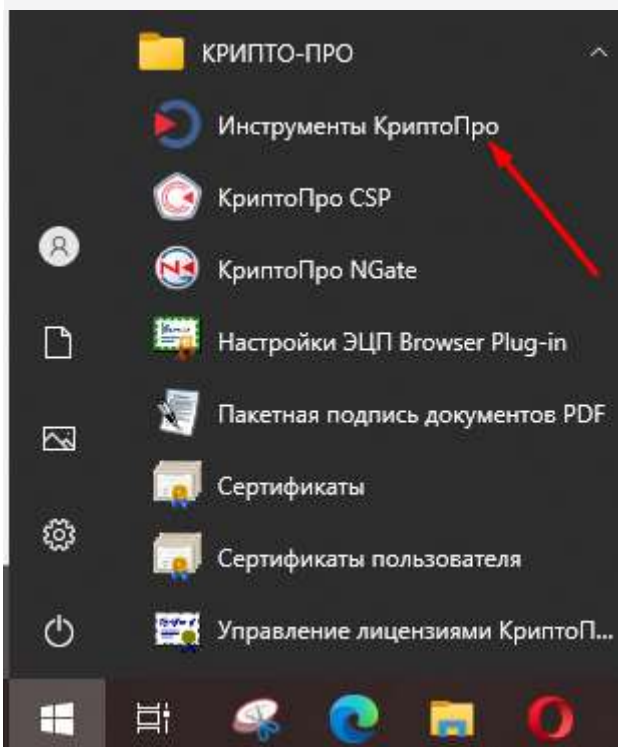 КРИПТО-ПРО
Инструменты КриптоПро
КриптоПро CSP
КриптоПро NGate
Настройки ЭЦП Browser Plug-in
Пакетная подпись документов PDF
Сертификаты
Сертификаты пользователя
Управление лицензиями КриптоП...